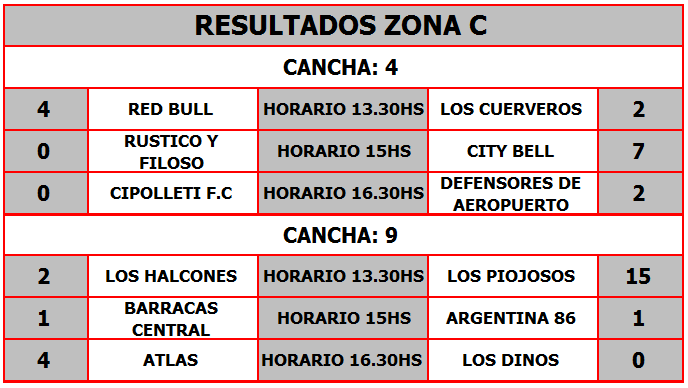 RESULTADOS ZONA C
CANCHA: 4
4 RED BULL HORARIO 13.30HS LOS CUERVEROS 2
0 RUSTICO Y FILOSO HORARIO 15HS CITY BELL 7
0 CIPOLLETI F.C HORARIO 16.30HS DEFENSORES DE AEROPUERTO 2
CANCHA: 9
2 LOS HALCONES HORARIO 13.30HS LOS PIOJOSOS 15
1 BARRACAS CENTRAL HORARIO 15HS ARGENTINA 86 1
4 ATLAS HORARIO 16.30HS LOS DINOS 0